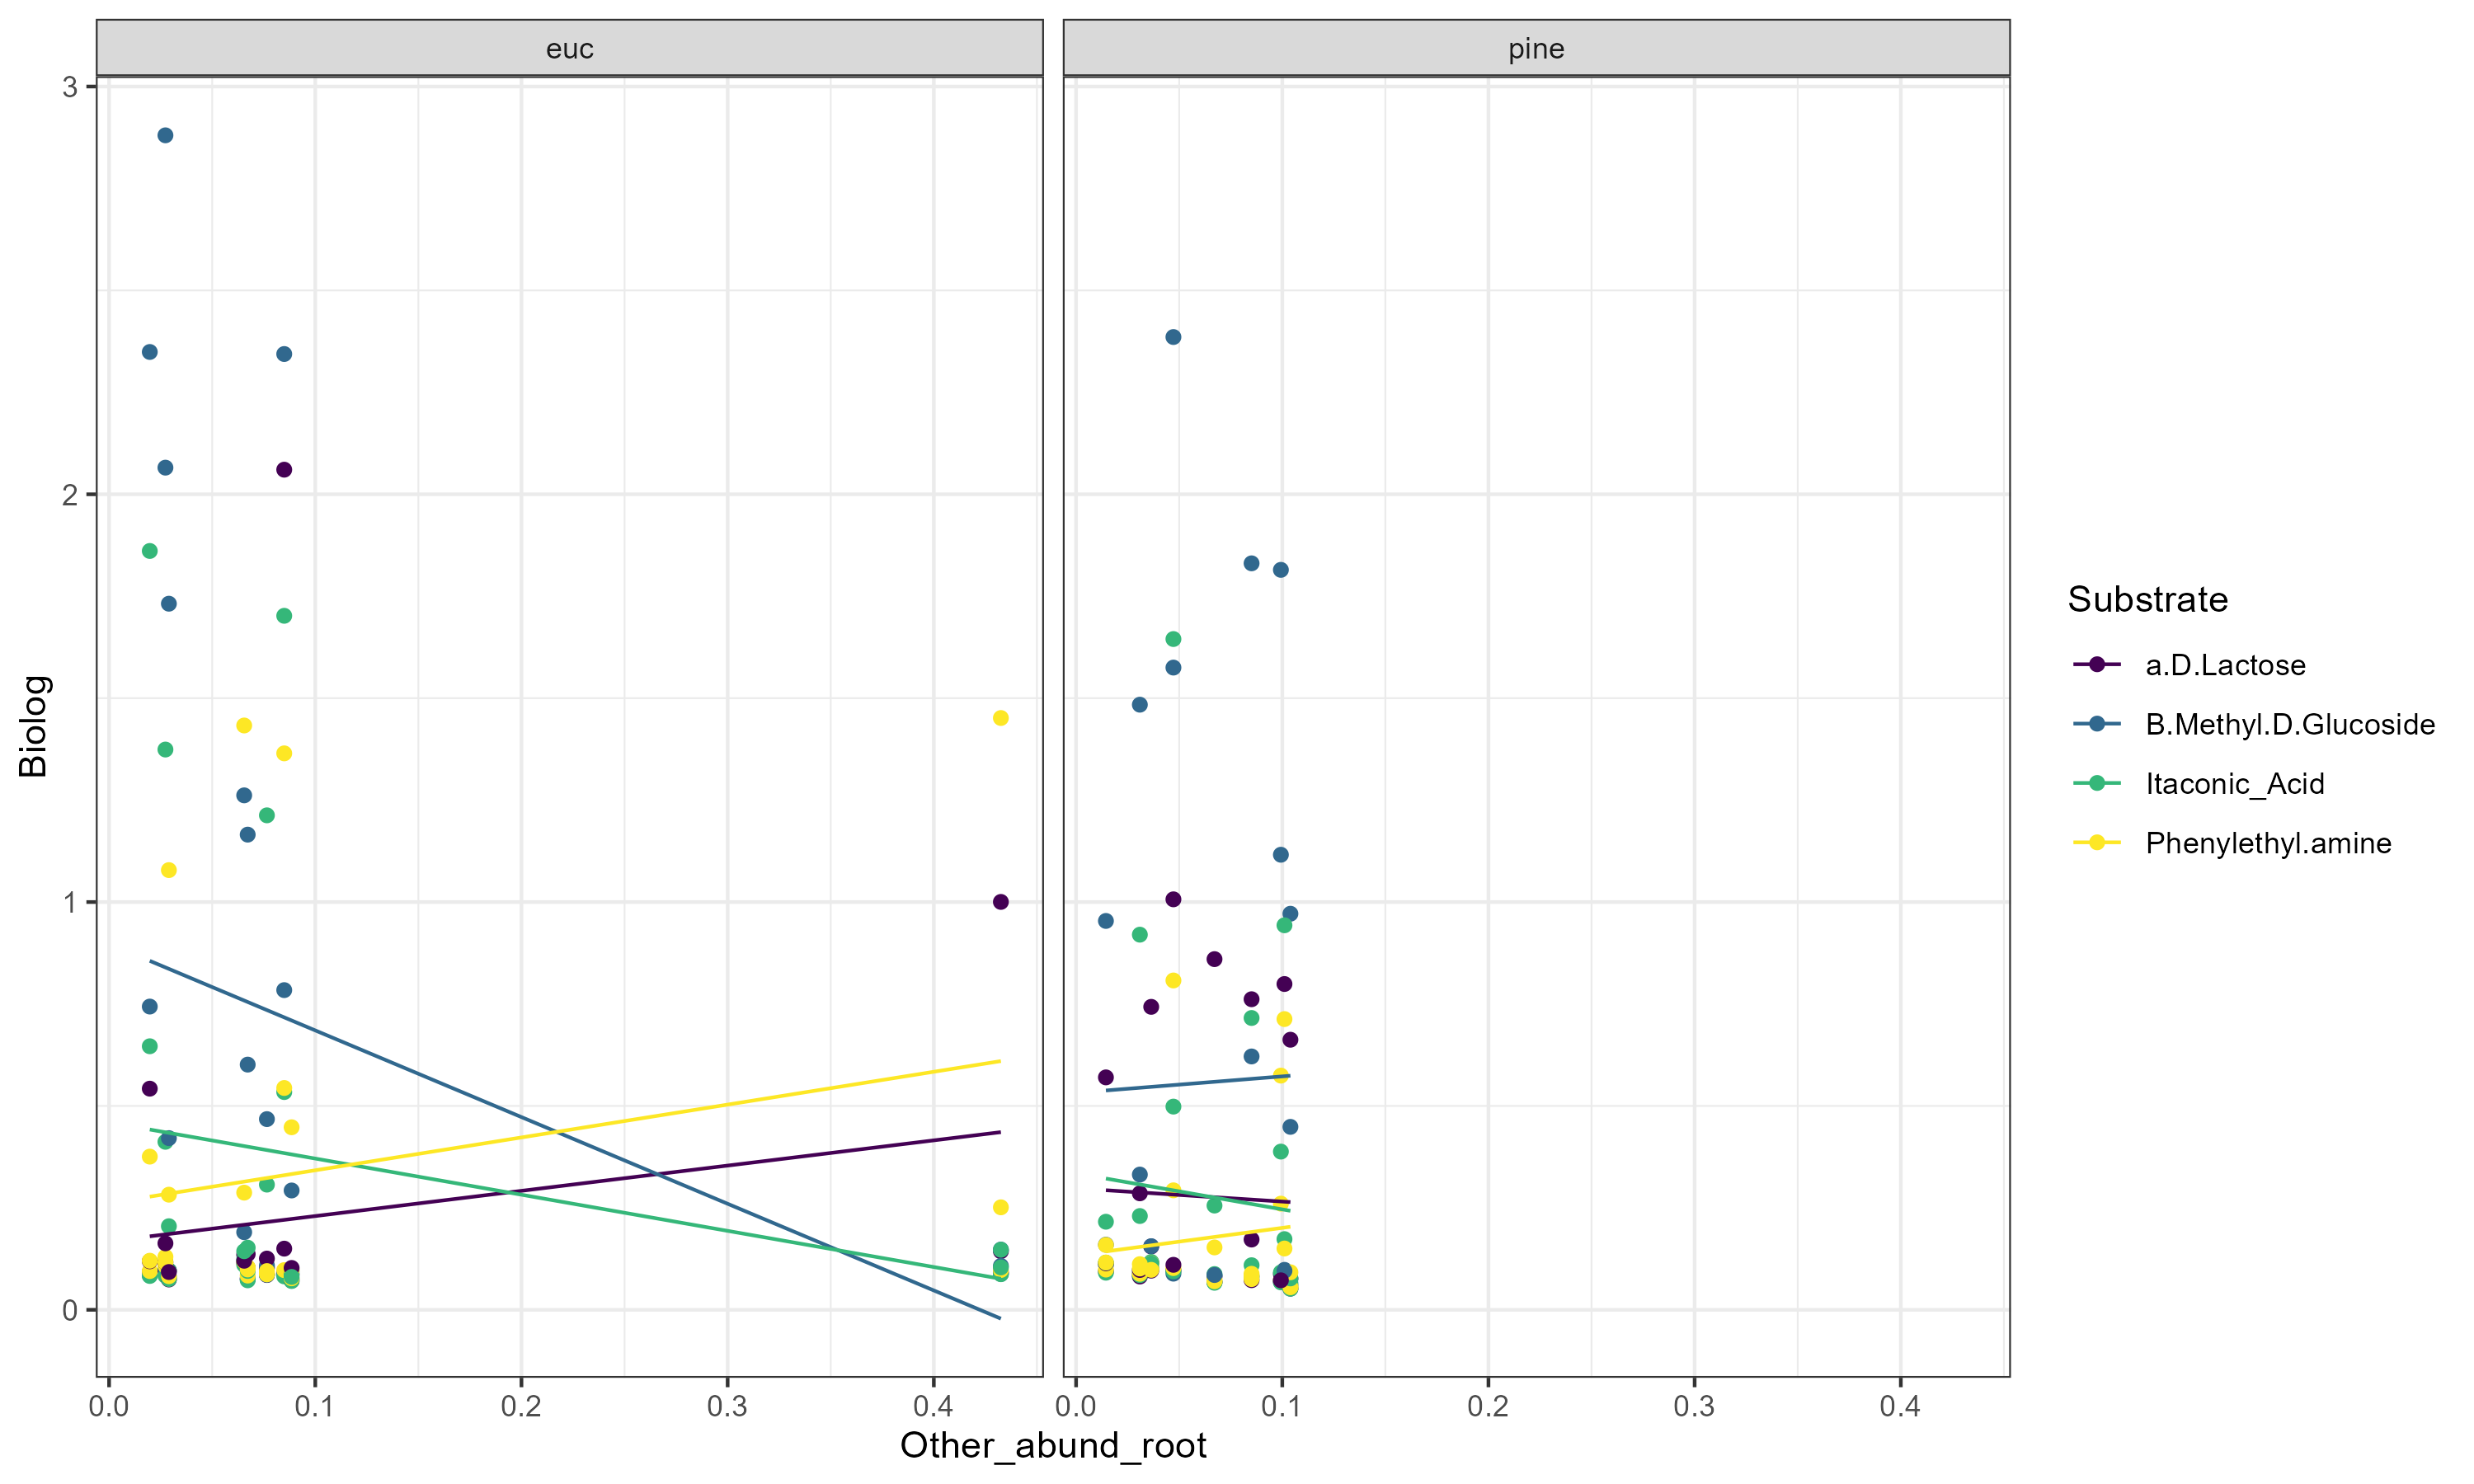 euc
pine
3
2
1
0
Biolog
0.0 0.1 0.2 0.3 0.4
0.0 0.1 0.2 0.3 0.4
Other_abund_root
Substrate
a.D.Lactose
B.Methyl.D.Glucoside
Itaconic_Acid
Phenylethyl.amine